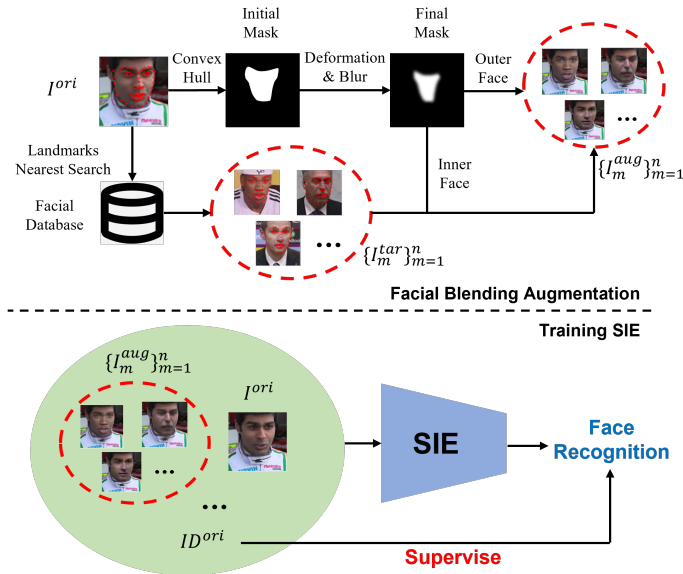 Initial
Mask
Final
Mask
Convex
Hull
Deformation
& Blur
Outer
Face
I^{ori}
Landmarks
Nearest Search
Inner
Face
{I_m^{aug}}_{m=1}^n
Facial
Database
{I_m^{tar}}_{m=1}^n
Facial Blending Augmentation
Training SIE
{I_m^{aug}}_{m=1}^n
I^{ori}
SIE
Face
Recognition
ID^{ori}
Supervise